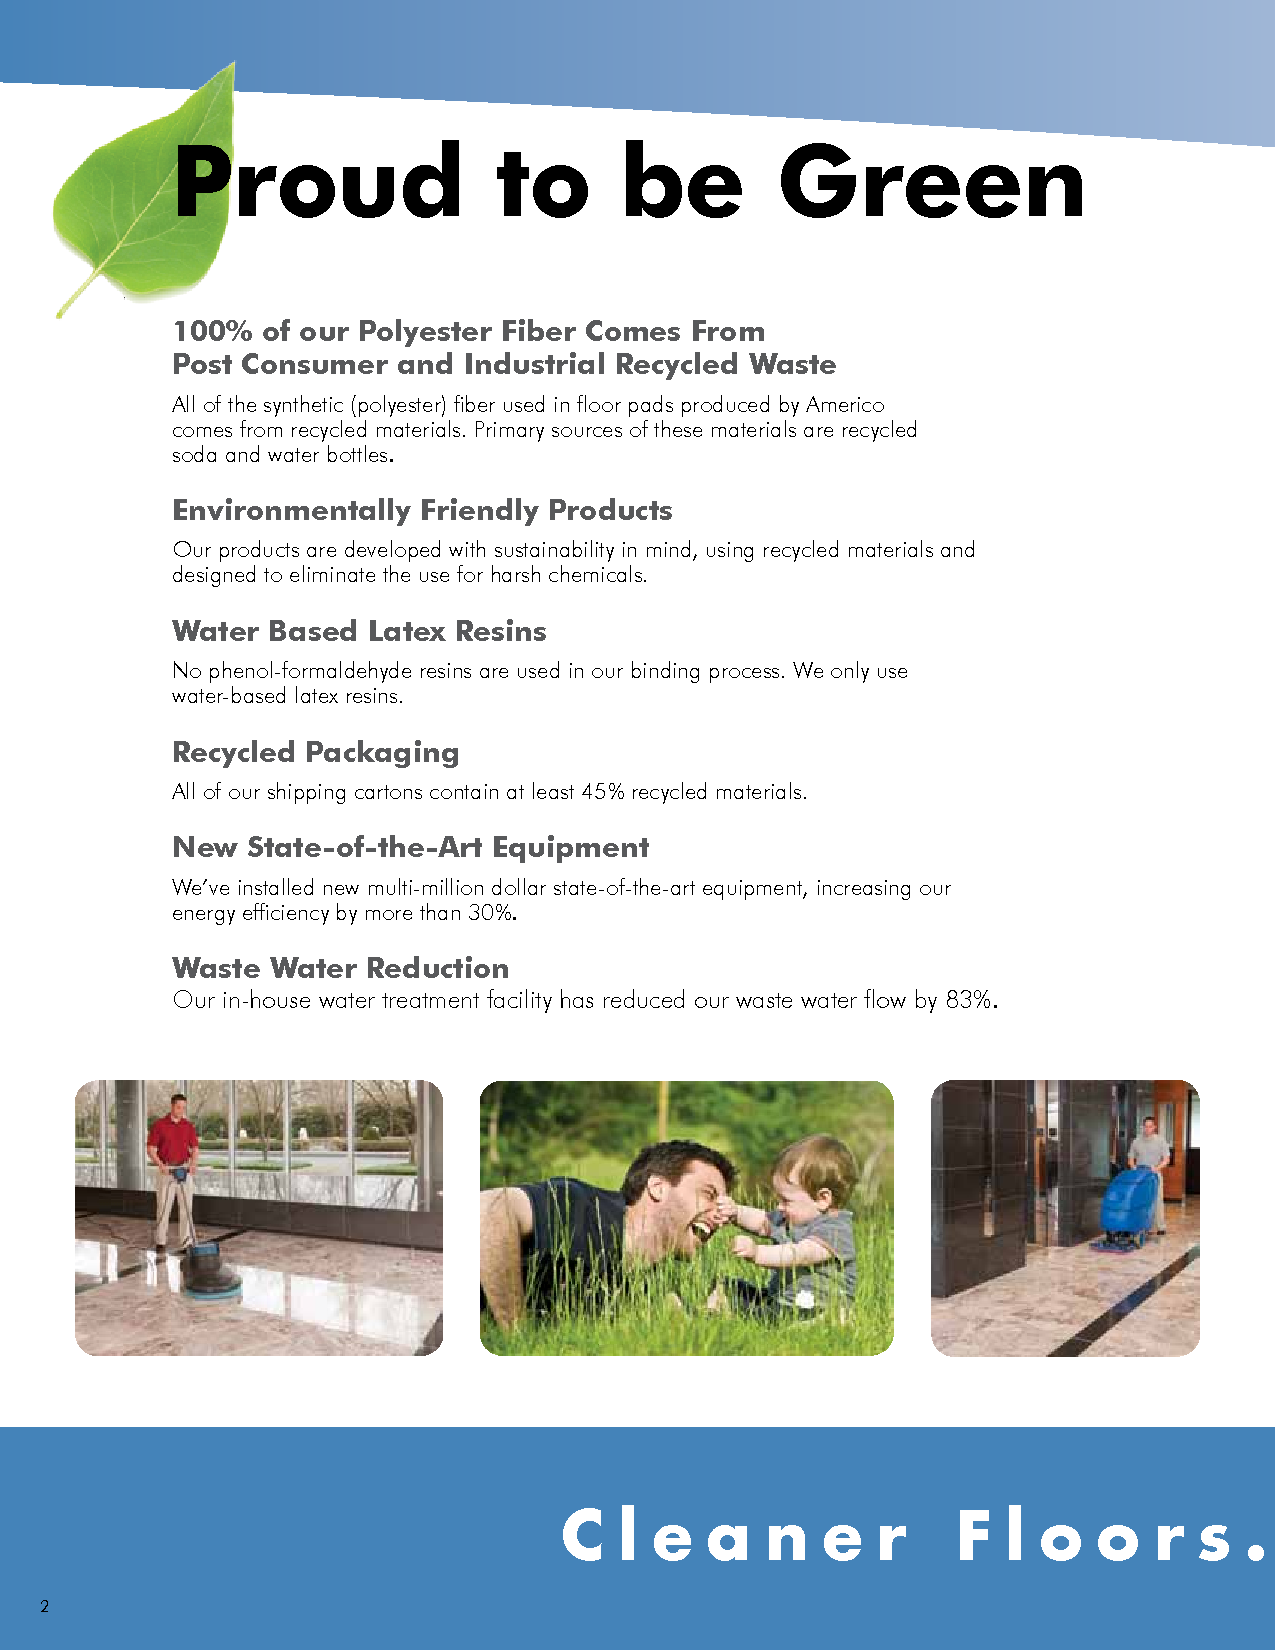 Proud to be Green
100% of our Polyester Fiber Comes From
Post Consumer and Industrial Recycled Waste
All of the synthetic (polyester) fiber used in floor pads produced by Americo
comes from recycled materials. Primary sources of these materials are recycled
soda and water bottles.
Environmentally Friendly Products
Our products are developed with sustainability in mind, using recycled materials and
designed to eliminate the use for harsh chemicals.
Water Based Latex Resins
No phenol-formaldehyde resins are used in our binding process. We only use
water-based latex resins.
Recycled Packaging
All of our shipping cartons contain at least 45% recycled materials.
New State-of-the-Art Equipment
We’ve installed new multi-million dollar state-of-the-art equipment, increasing our
energy efficiency by more than 30%.
Waste Water Reduction
Our in-house water treatment facility has reduced our waste water flow by 83%.
Cleaner Floors.
2